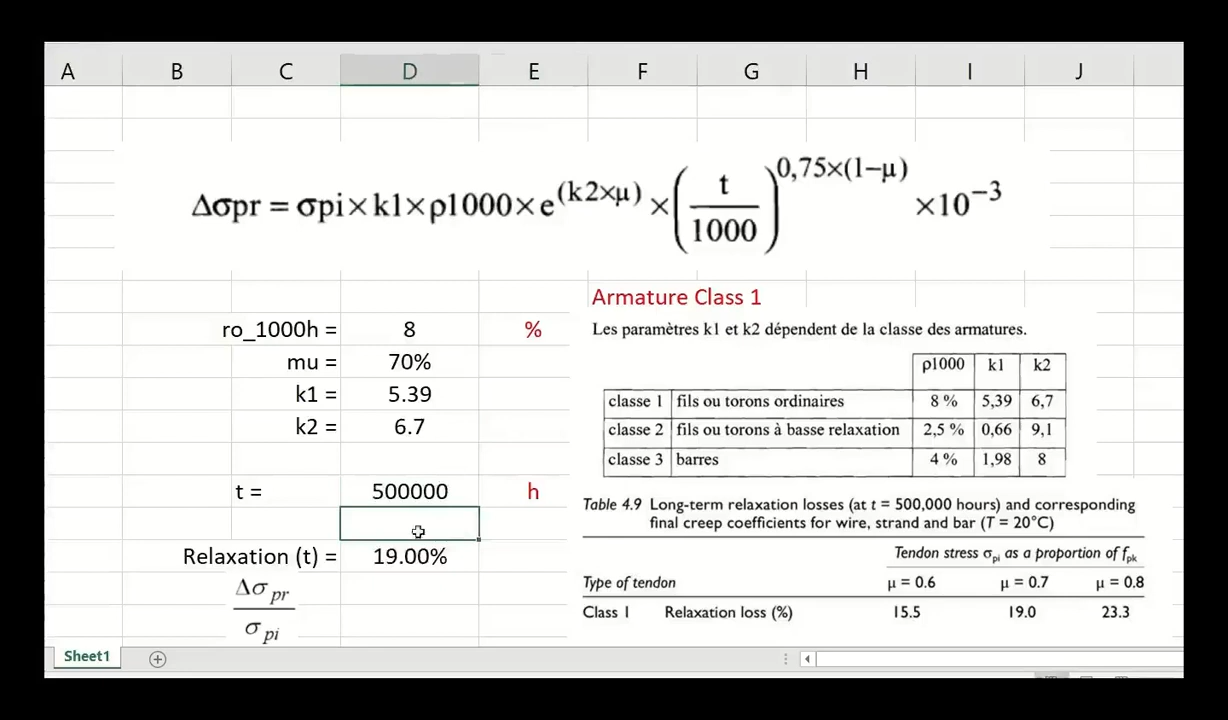 A B C D E F G H I J
Δσpr = σpi × k1 × ρ1000 × e^(k2×μ) × (t/1000)^0,75×(1−μ) × 10^−3
Armature Class 1
ro_1000h = 8 %
Les paramètres k1 et k2 dépendent de la classe des armatures.
mu = 70%
k1 = 5.39
k2 = 6.7
ρ1000 k1 k2
classe 1 fils ou torons ordinaires 8 % 5,39 6,7
classe 2 fils ou torons à basse relaxation 2,5 % 0,66 9,1
classe 3 barres 4 % 1,98 8
t = 500000 h
Relaxation (t) = 19.00%
Δσ pr
σ pi
Table 4.9 Long-term relaxation losses (at t = 500,000 hours) and corresponding
final creep coefficients for wire, strand and bar (T = 20°C)
Tendon stress σpi as a proportion of fpk
Type of tendon μ = 0.6 μ = 0.7 μ = 0.8
Class 1 Relaxation loss (%) 15.5 19.0 23.3
Sheet1